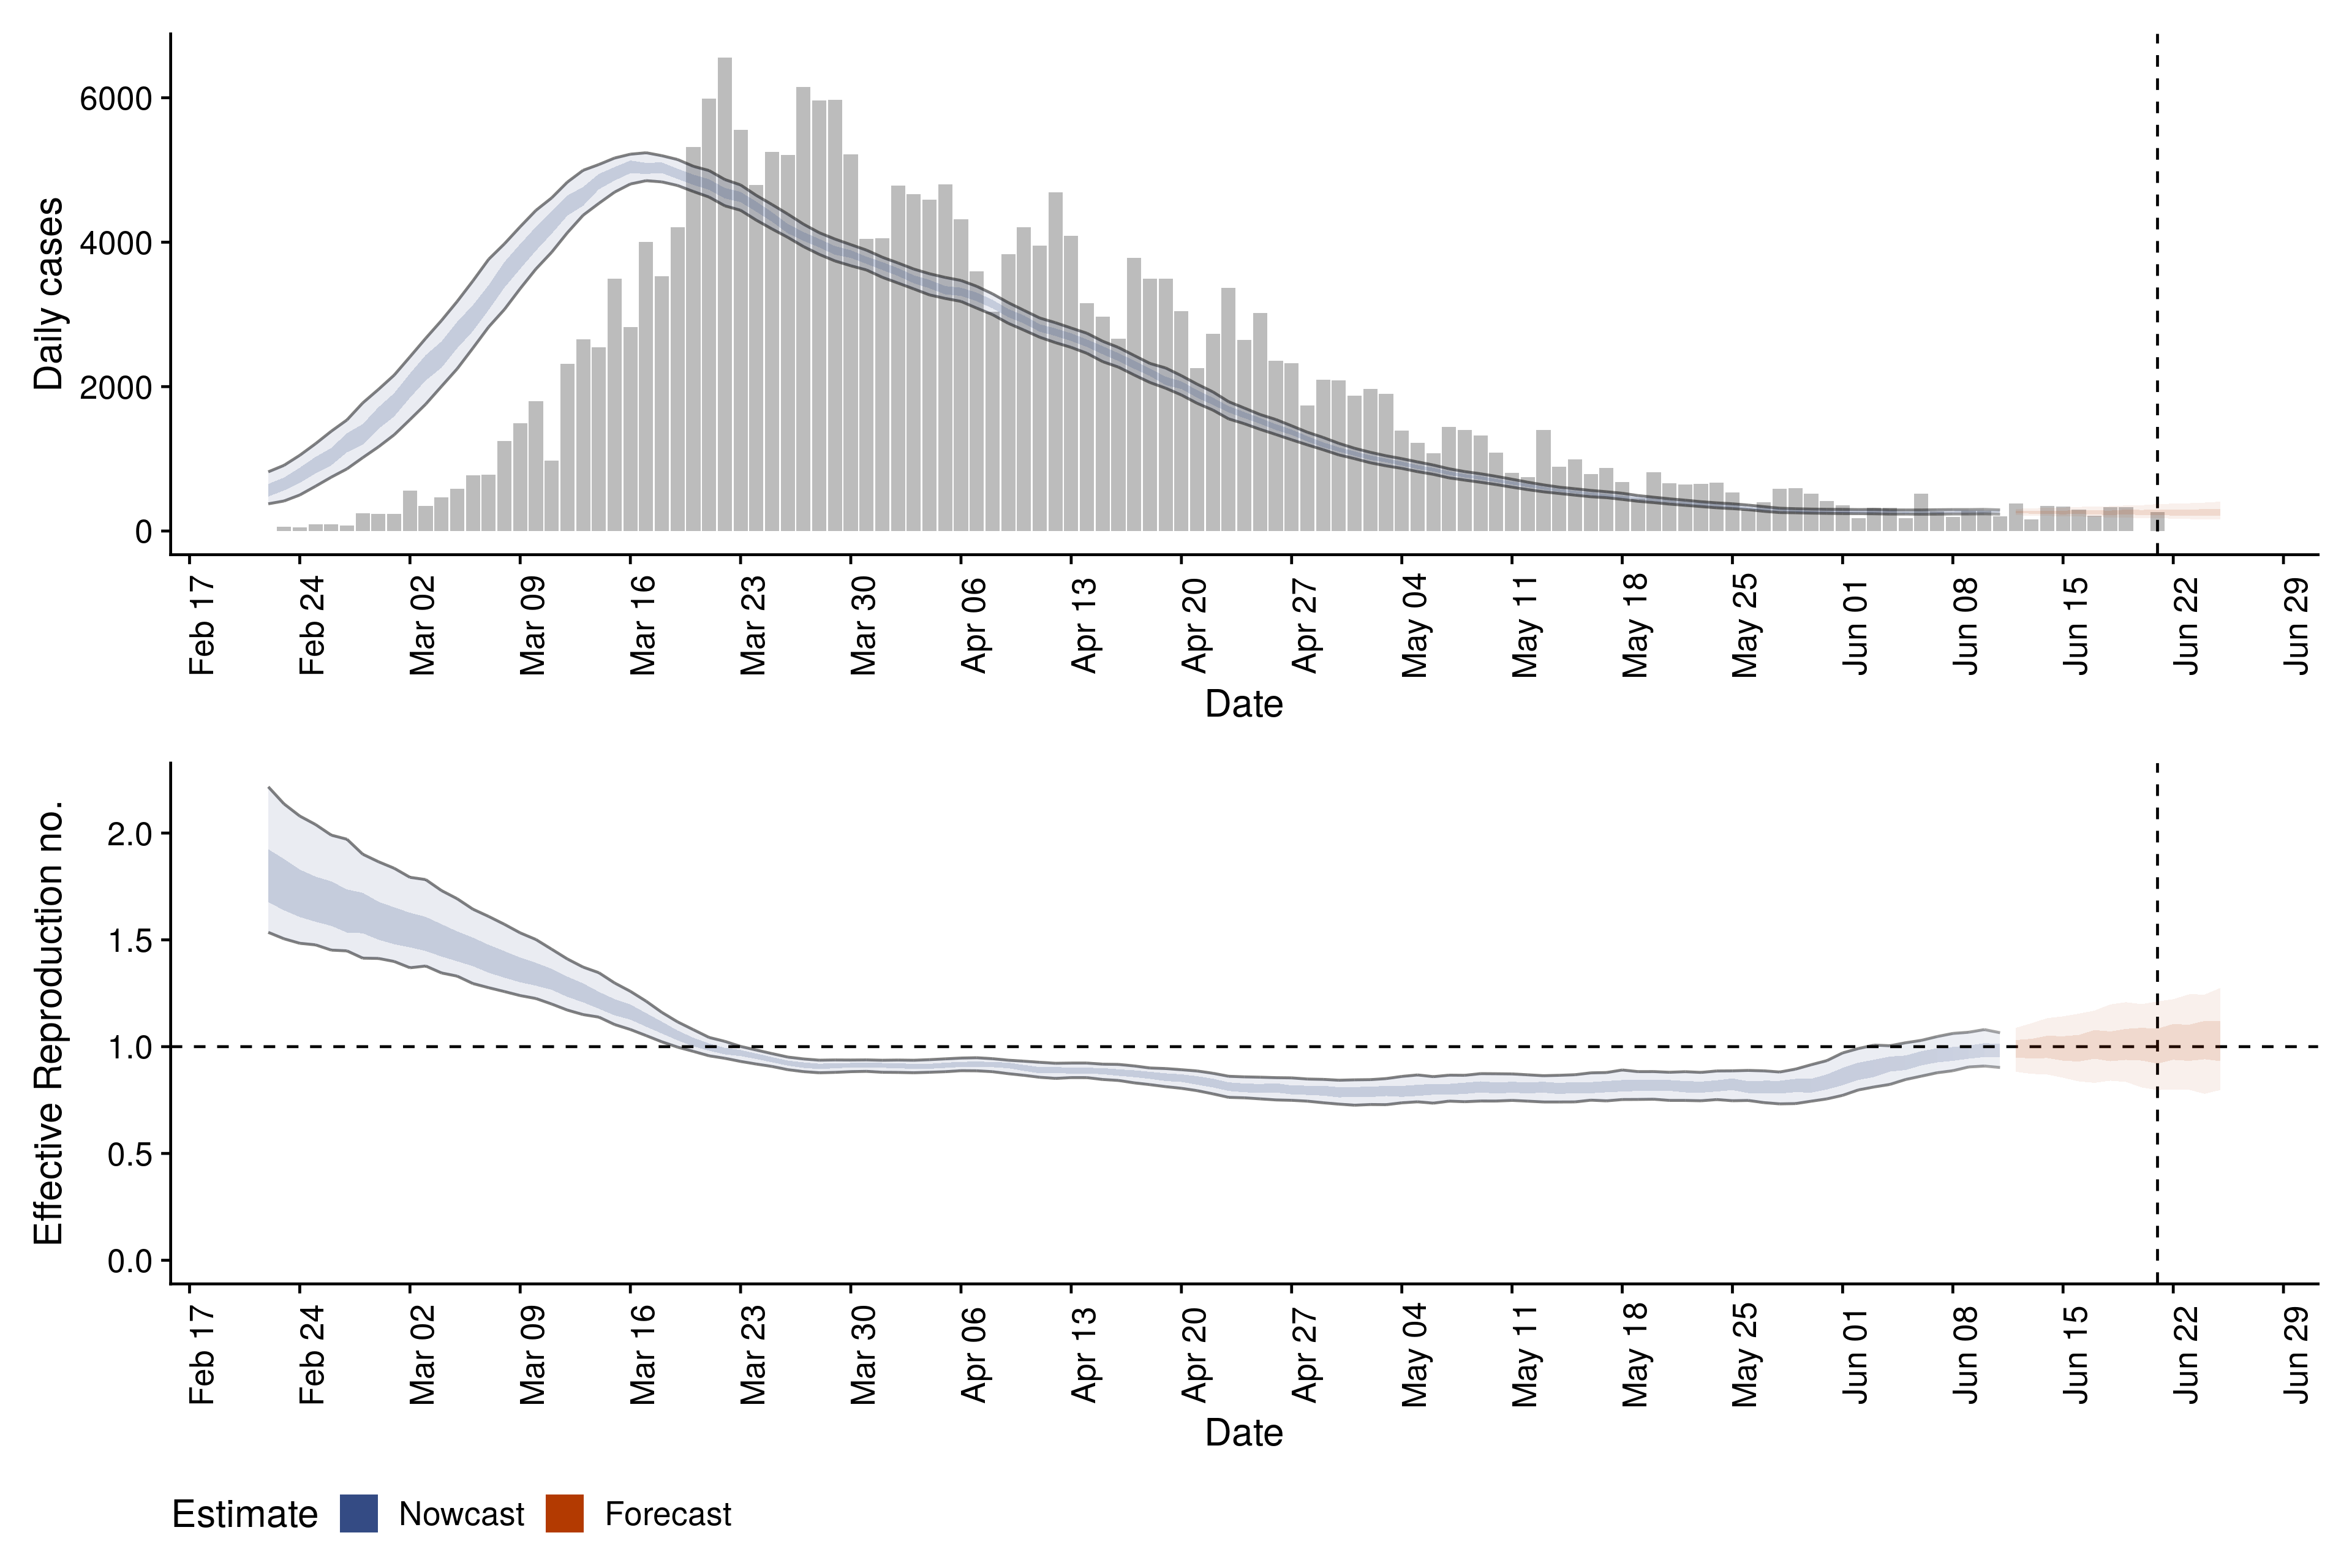 Daily cases
6000
4000
2000
0
Feb 17
Feb 24
Mar 02
Mar 09
Mar 16
Mar 23
Mar 30
Apr 06
Apr 13
Apr 20
Apr 27
May 04
May 11
May 18
May 25
Jun 01
Jun 08
Jun 15
Jun 22
Jun 29
Date
Effective Reproduction no.
2.0
1.5
1.0
0.5
0.0
Feb 17
Feb 24
Mar 02
Mar 09
Mar 16
Mar 23
Mar 30
Apr 06
Apr 13
Apr 20
Apr 27
May 04
May 11
May 18
May 25
Jun 01
Jun 08
Jun 15
Jun 22
Jun 29
Date
Estimate Nowcast Forecast